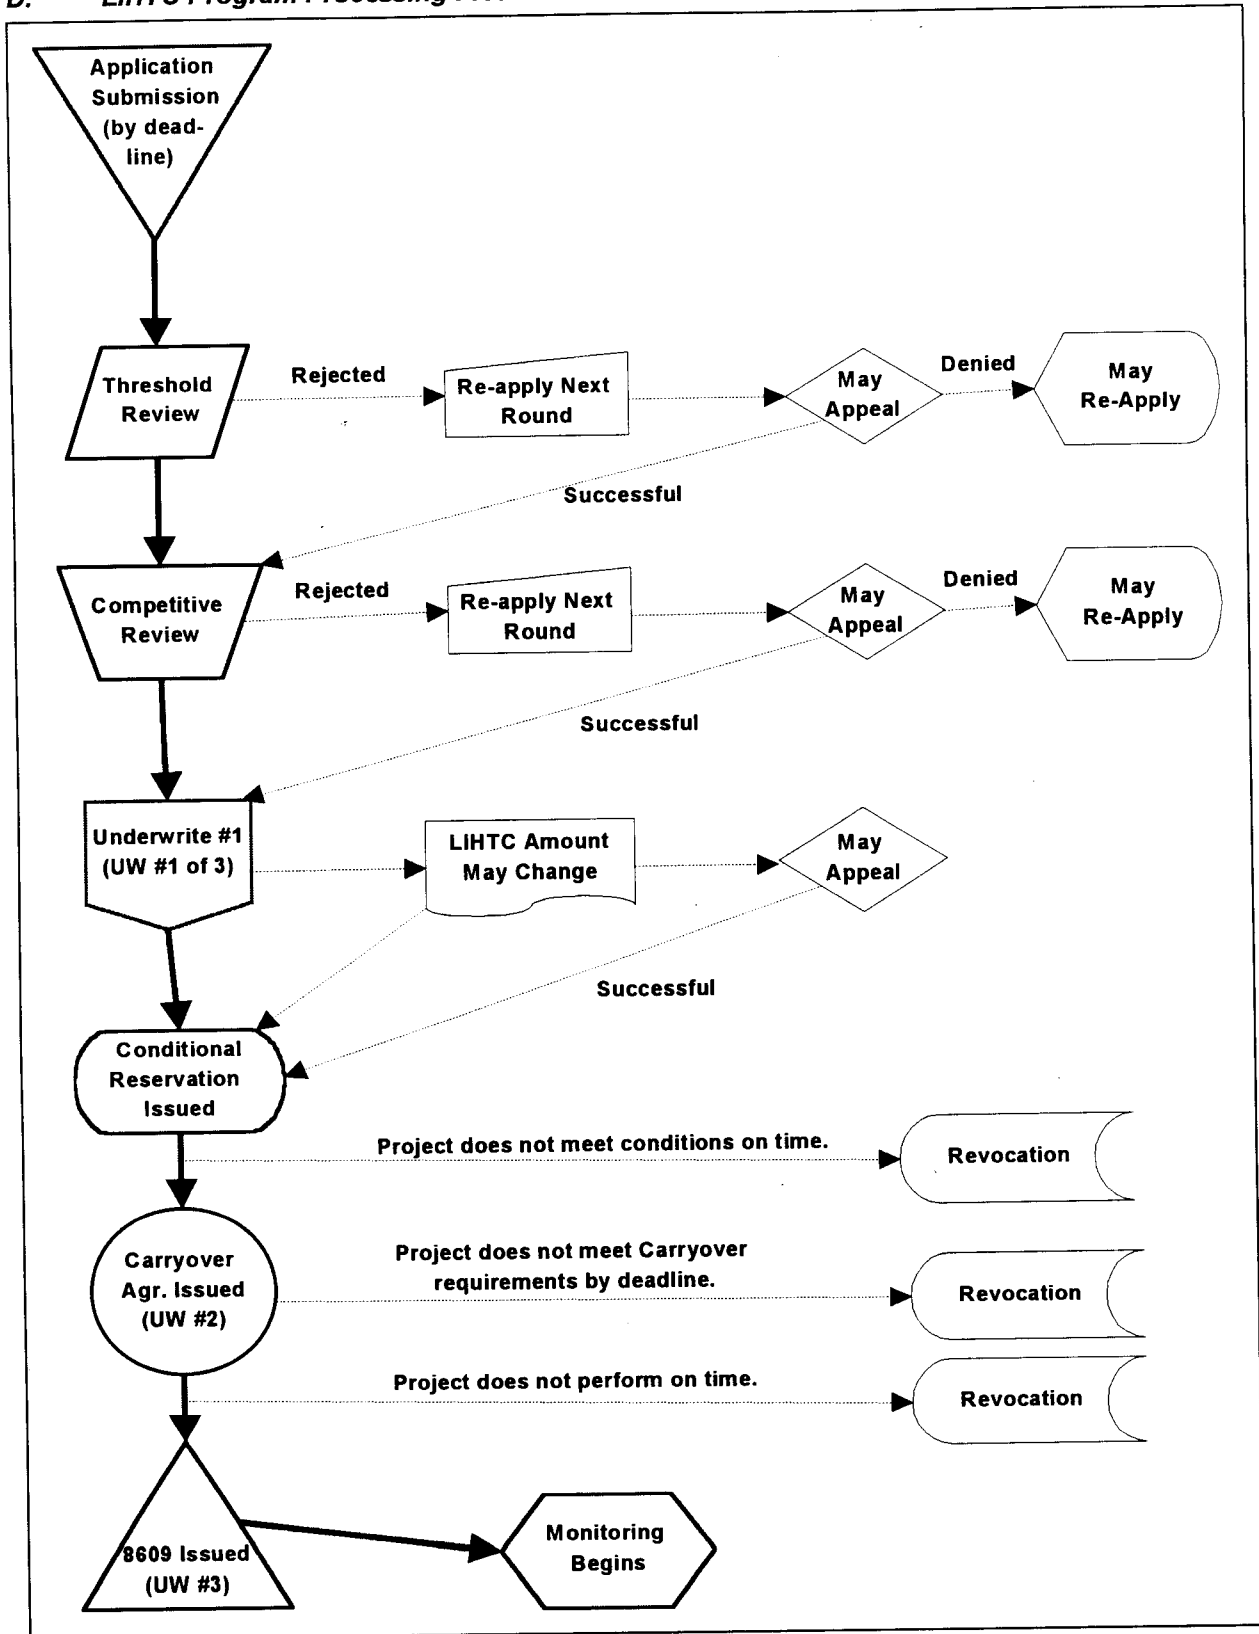 D. LIHTC Program Processing
Application
Submission
(by dead-
line)
Threshold
Review
Rejected
Re-apply Next
Round
May
Appeal
Denied
May
Re-Apply
Successful
Competitive
Review
Rejected
Re-apply Next
Round
May
Appeal
Denied
May
Re-Apply
Successful
Underwrite #1
(UW #1 of 3)
LIHTC Amount
May Change
May
Appeal
Successful
Conditional
Reservation
Issued
Project does not meet conditions on time.
Revocation
Carryover
Agr. Issued
(UW #2)
Project does not meet Carryover
requirements by deadline.
Revocation
Project does not perform on time.
Revocation
8609 Issued
(UW #3)
Monitoring
Begins